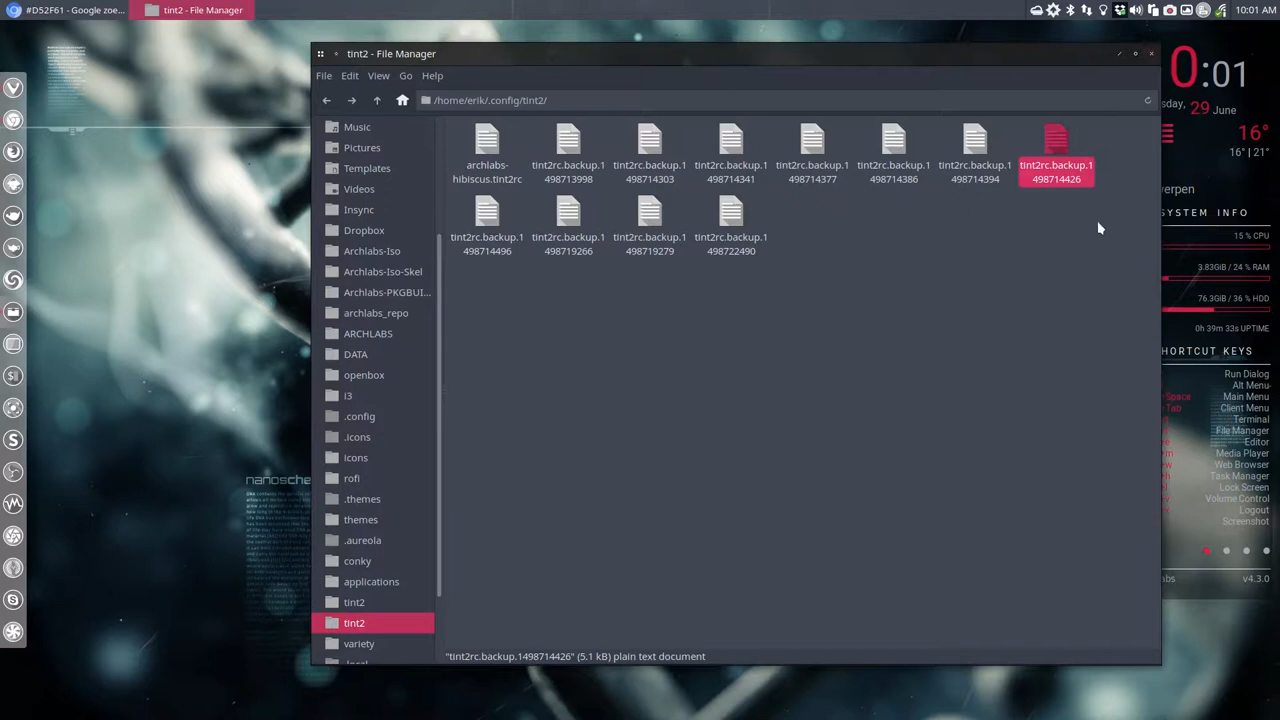 #D52F61 - Google zoe...
tint2 - File Manager
10:01 AM
tint2 - File Manager
File Edit View Go Help
/home/erik/.config/tint2/
Music
Pictures
Templates
Videos
Insync
Dropbox
Archlabs-Iso
Archlabs-Iso-Skel
Archlabs-PKGBUI...
archlabs_repo
ARCHLABS
DATA
openbox
i3
.config
.icons
icons
rofi
.themes
themes
.aureola
conky
applications
tint2
tint2
variety
archlabs-
hibiscus.tint2rc
tint2rc.backup.1
498713998
tint2rc.backup.1
498714303
tint2rc.backup.1
498714341
tint2rc.backup.1
498714377
tint2rc.backup.1
498714386
tint2rc.backup.1
498714394
tint2rc.backup.1
498714426
tint2rc.backup.1
498714496
tint2rc.backup.1
498719266
tint2rc.backup.1
498719279
tint2rc.backup.1
498722490
"tint2rc.backup.1498714426" (5.1 kB) plain text document
0:01
sday, 29 June
16°
16° | 21°
werpen
SYSTEM INFO
15 % CPU
3.83GiB / 24 % RAM
76.3GiB / 36 % HDD
0h 39m 33s UPTIME
HORTCUT KEYS
Run Dialog
Alt Menu
+Space Main Menu
+Tab Client Menu
Terminal
File Manager
Editor
Media Player
Web Browser
Task Manager
Lock Screen
Volume Control
Logout
Screenshot
abs v4.3.0
nanosche